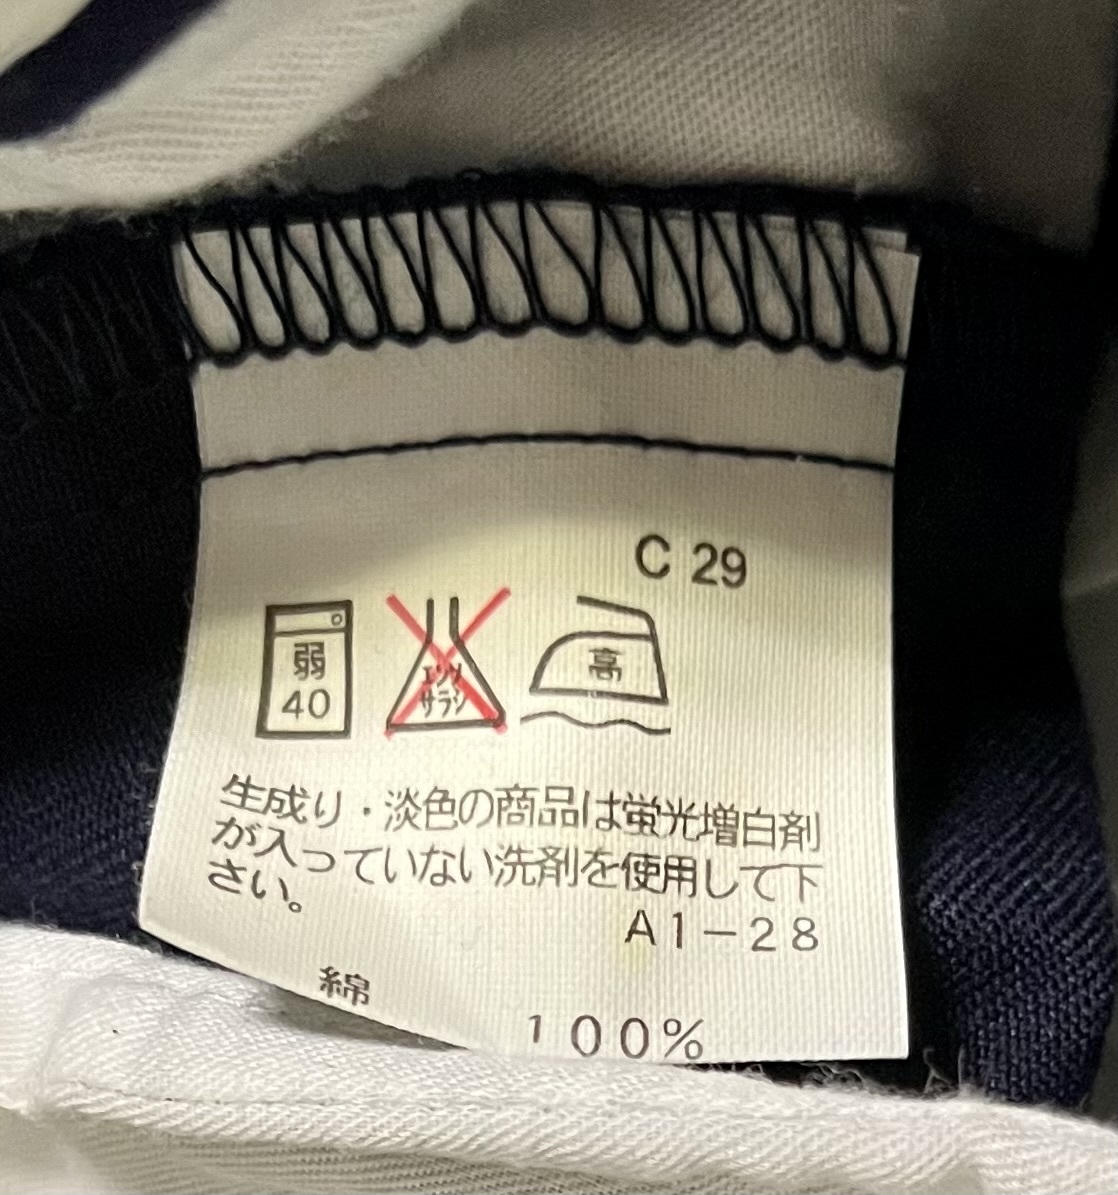 C 29
弱
40
エンソ
サラシ
高
生成り・淡色の商品は蛍光増白剤
が入っていない洗剤を使用して下
さい。
A1-28
綿
100%